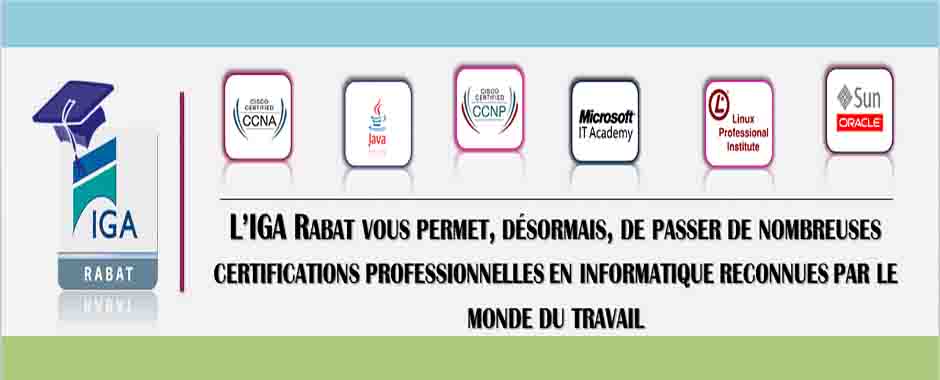 IGA
RABAT
CISCO
CERTIFIED
CCNA
Java
CISCO
CERTIFIED
CCNP
Microsoft
IT Academy
Linux
Professional
Institute
Sun
ORACLE
L'IGA RABAT VOUS PERMET, DÉSORMAIS, DE PASSER DE NOMBREUSES
CERTIFICATIONS PROFESSIONNELLES EN INFORMATIQUE RECONNUES PAR LE
MONDE DU TRAVAIL